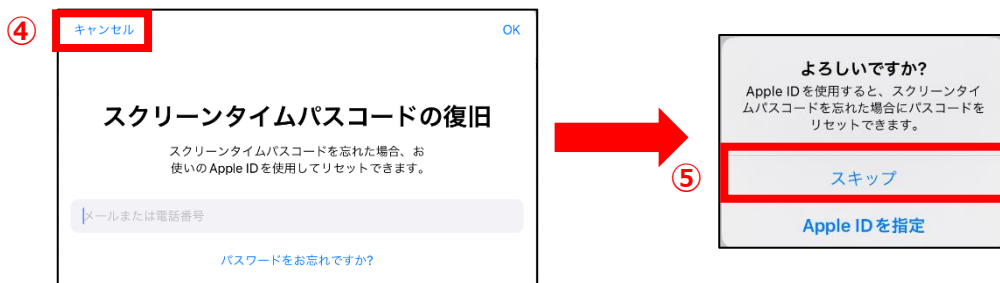 ④
キャンセル
OK
スクリーンタイムパスコードの復旧
スクリーンタイムパスコードを忘れた場合、お
使いのApple IDを使用してリセットできます。
メールまたは電話番号
パスワードをお忘れですか?
よろしいですか?
Apple IDを使用すると、スクリーンタイ
ムパスコードを忘れた場合にパスコードを
リセットできます。
⑤
スキップ
Apple IDを指定